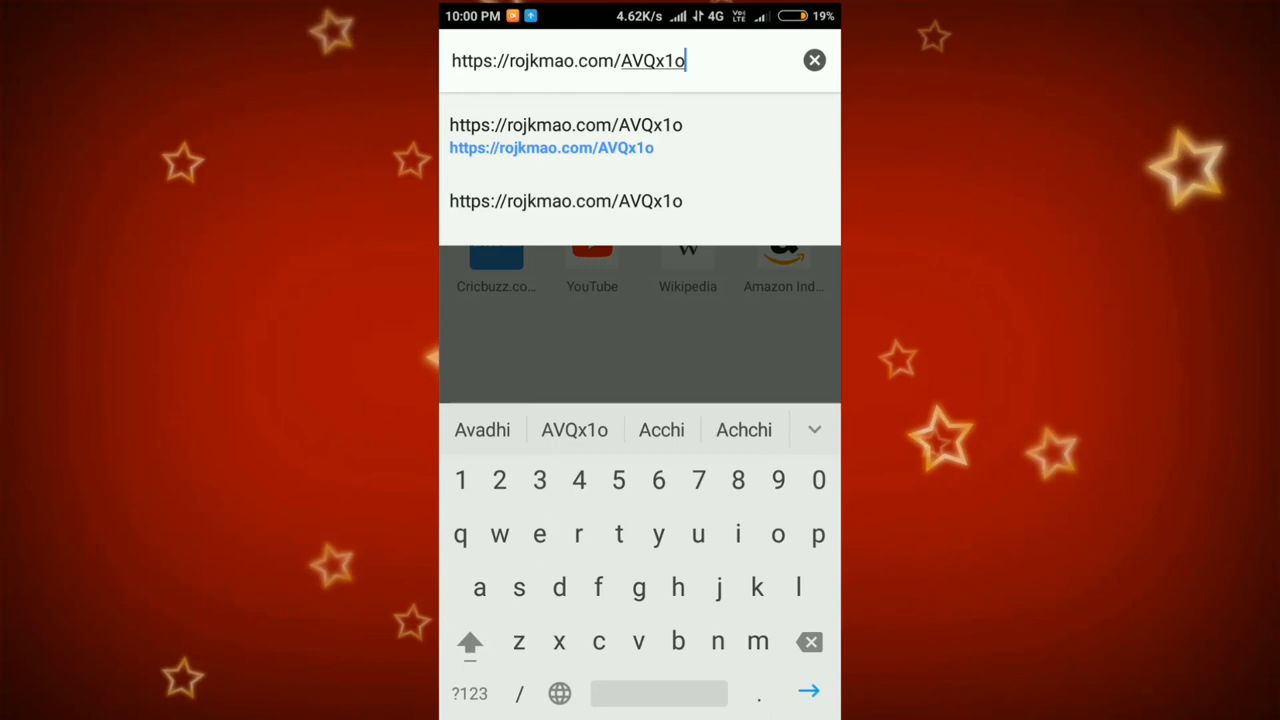 10:00 PM 4.62K/s 4G VoLTE 19%
https://rojkmao.com/AVQx1o
https://rojkmao.com/AVQx1o
https://rojkmao.com/AVQx1o
https://rojkmao.com/AVQx1o
Cricbuzz.co... YouTube Wikipedia Amazon Ind...
Avadhi AVQx1o Acchi Achchi
1 2 3 4 5 6 7 8 9 0
q w e r t y u i o p
a s d f g h j k l
z x c v b n m
?123 / .